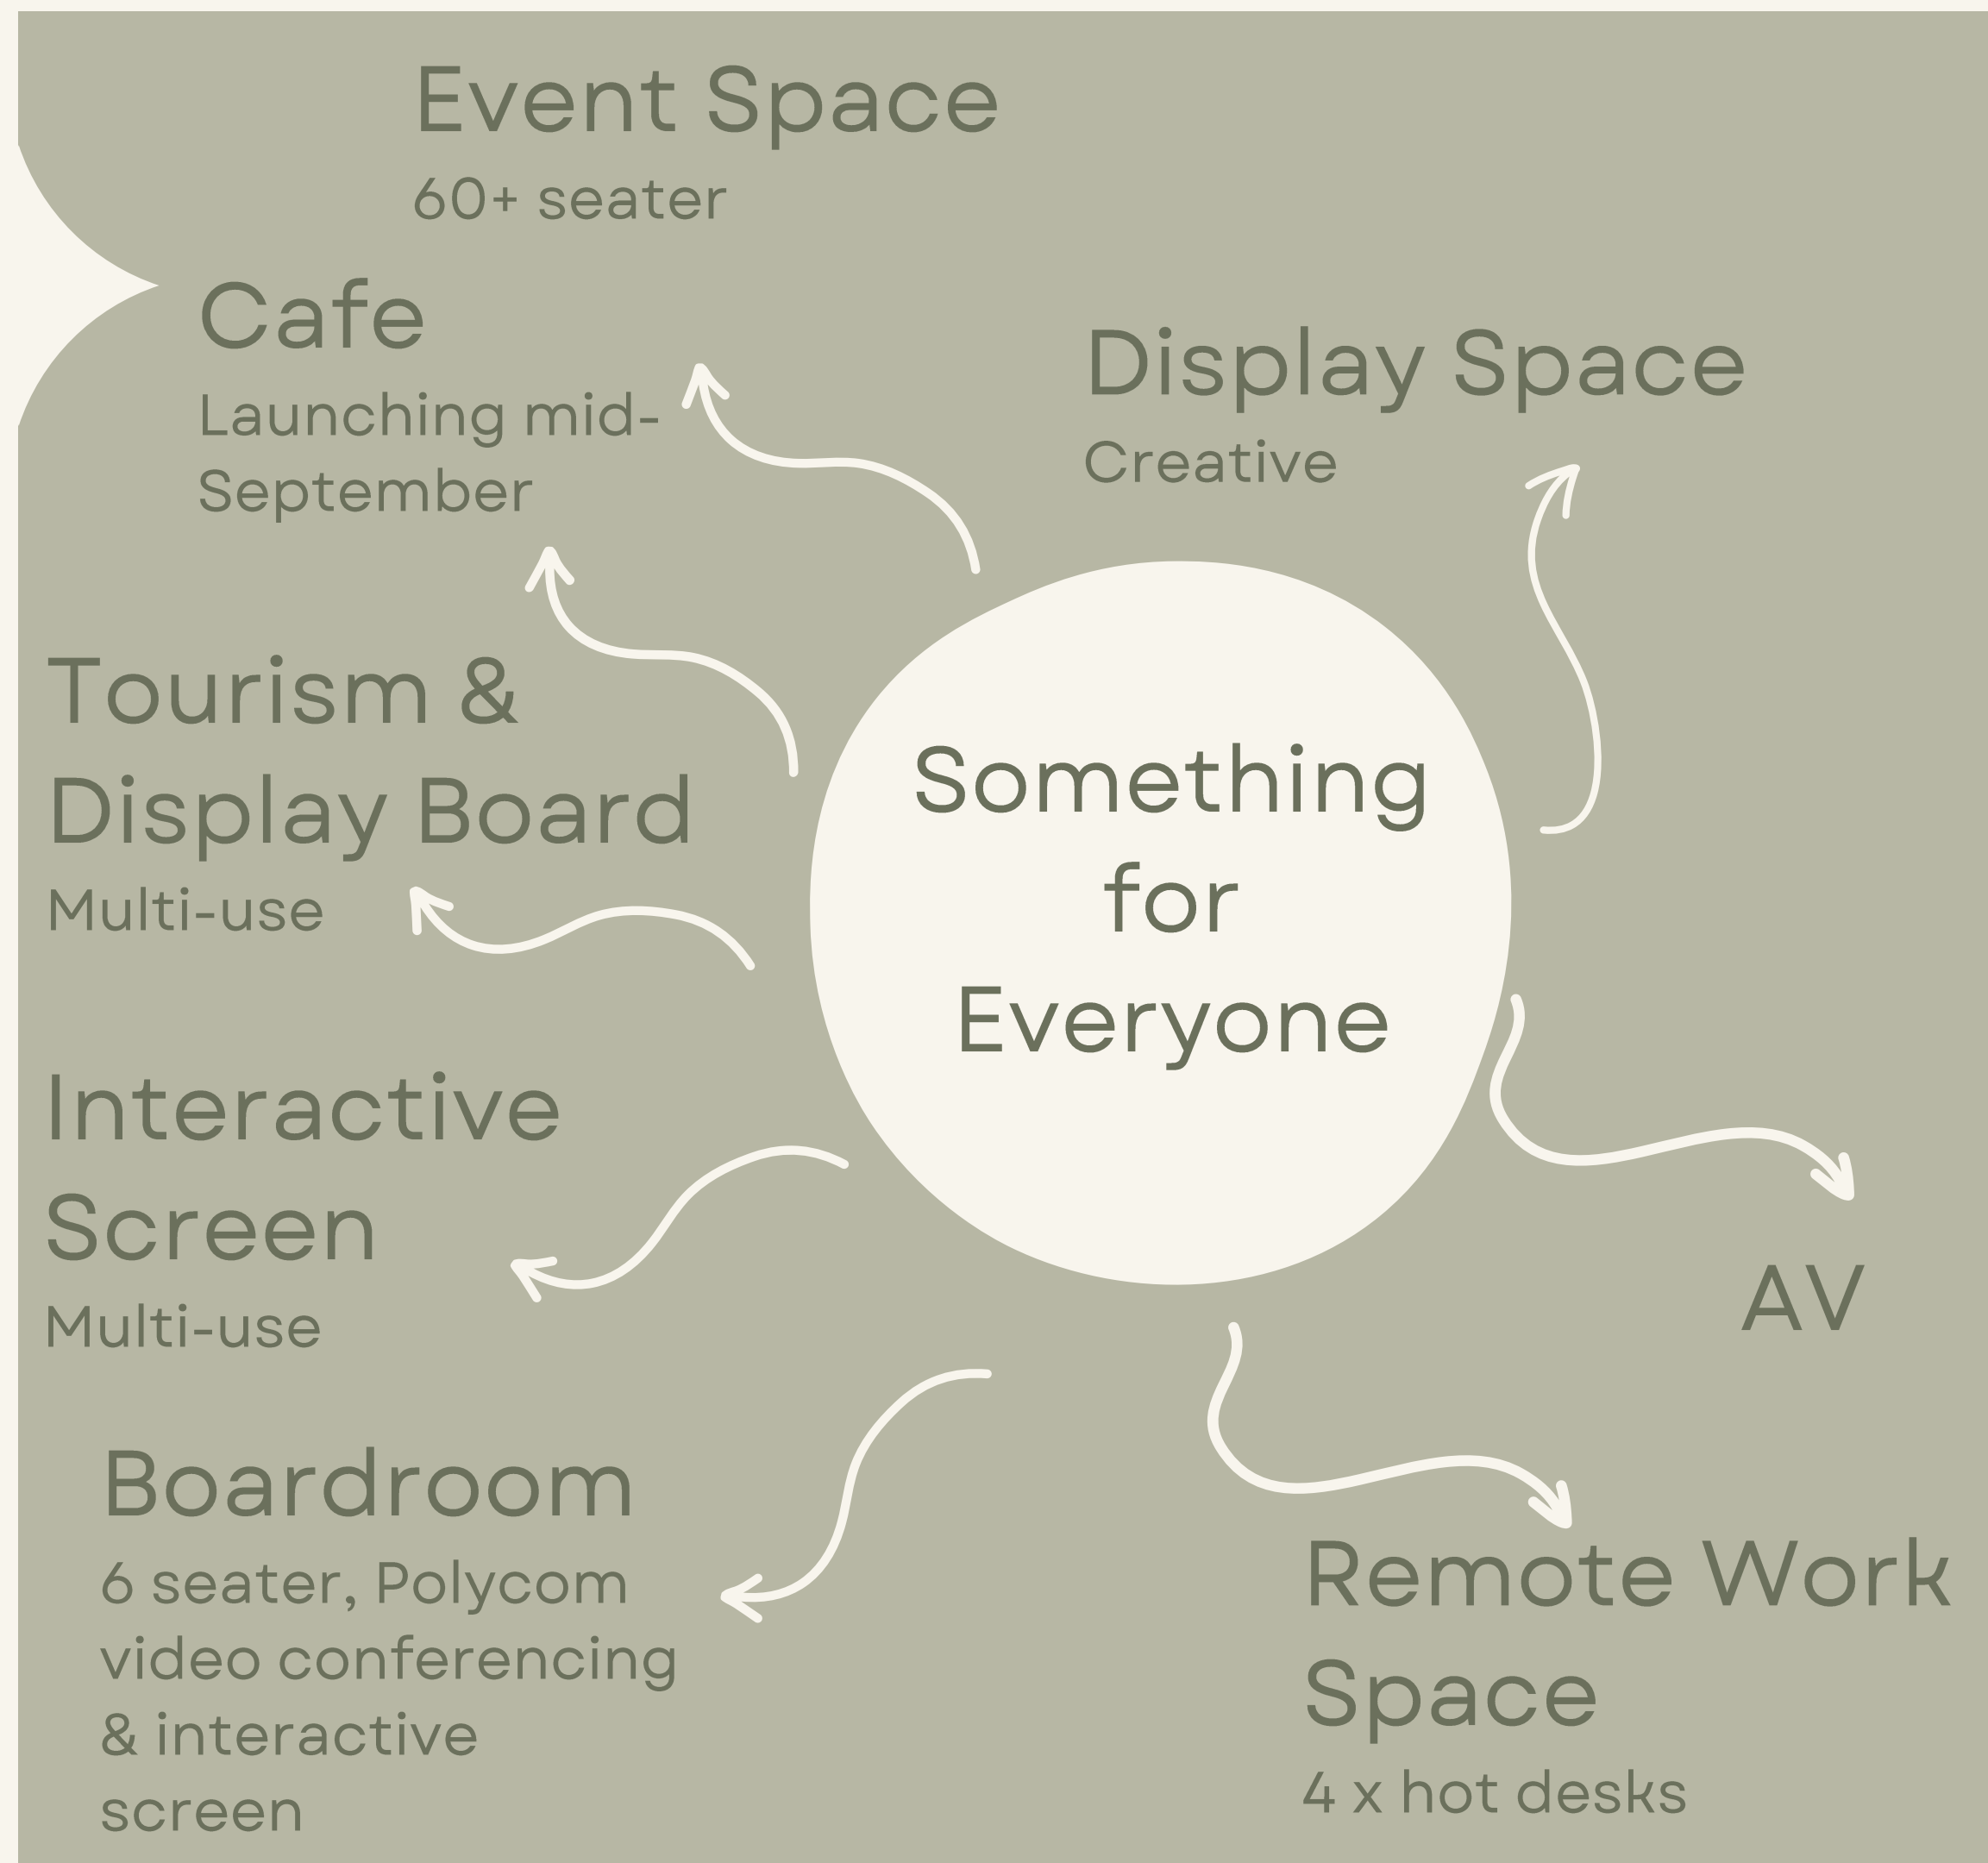 Event Space
60+ seater
Cafe
Launching mid-
September
Display Space
Creative
Tourism &
Display Board
Multi-use
Something
for
Everyone
Interactive
Screen
Multi-use
AV
Boardroom
6 seater, Polycom
video conferencing
& interactive
screen
Remote Work
Space
4 x hot desks